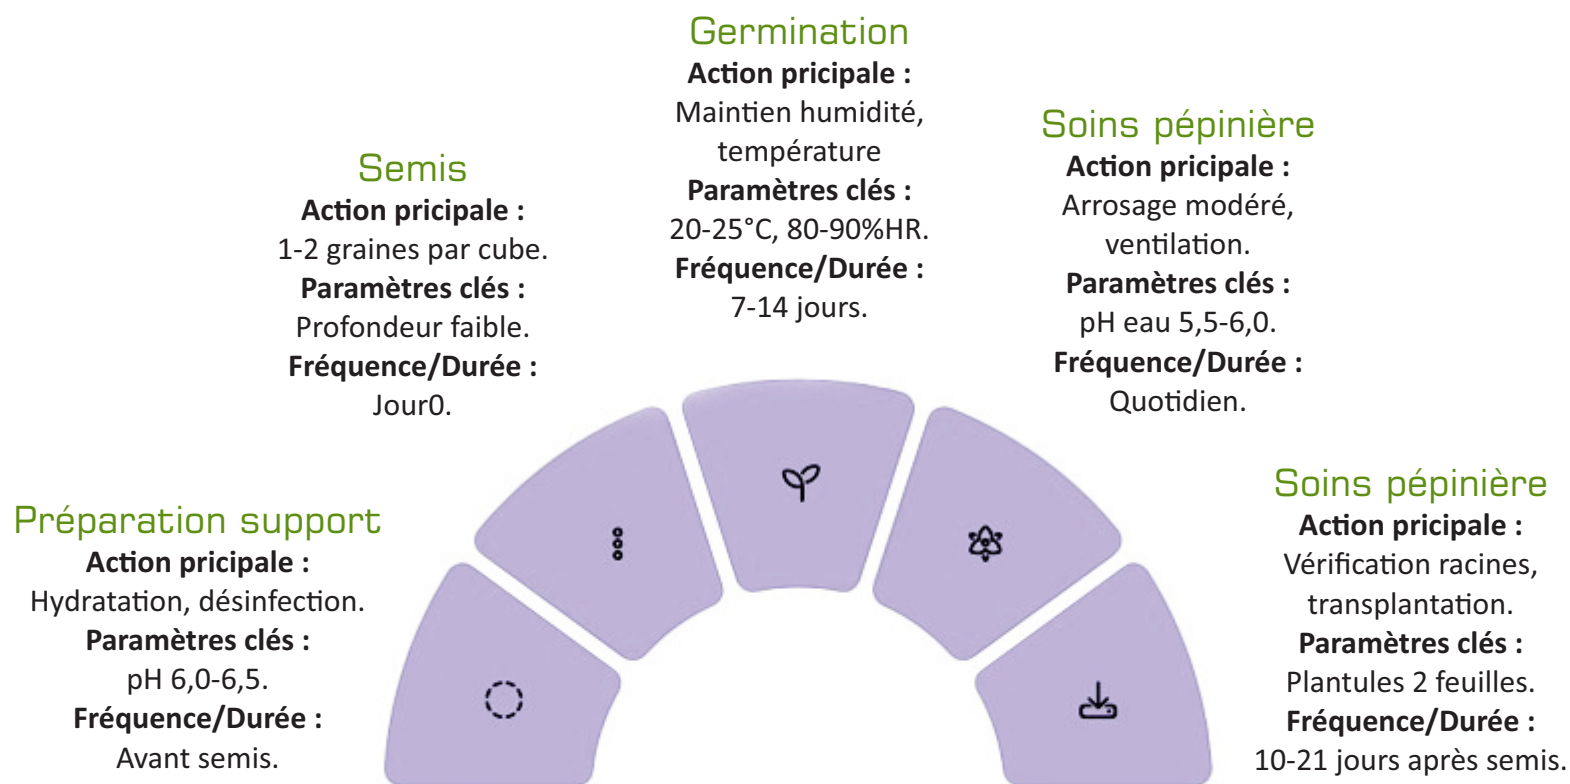 Préparation support
Action pricipale :
Hydratation, désinfection.
Paramètres clés :
pH 6,0-6,5.
Fréquence/Durée :
Avant semis.
Semis
Action pricipale :
1-2 graines par cube.
Paramètres clés :
Profondeur faible.
Fréquence/Durée :
Jour0.
Germination
Action pricipale :
Maintien humidité,
température
Paramètres clés :
20-25°C, 80-90%HR.
Fréquence/Durée :
7-14 jours.
Soins pépinière
Action pricipale :
Arrosage modéré,
ventilation.
Paramètres clés :
pH eau 5,5-6,0.
Fréquence/Durée :
Quotidien.
Soins pépinière
Action pricipale :
Vérification racines,
transplantation.
Paramètres clés :
Plantules 2 feuilles.
Fréquence/Durée :
10-21 jours après semis.